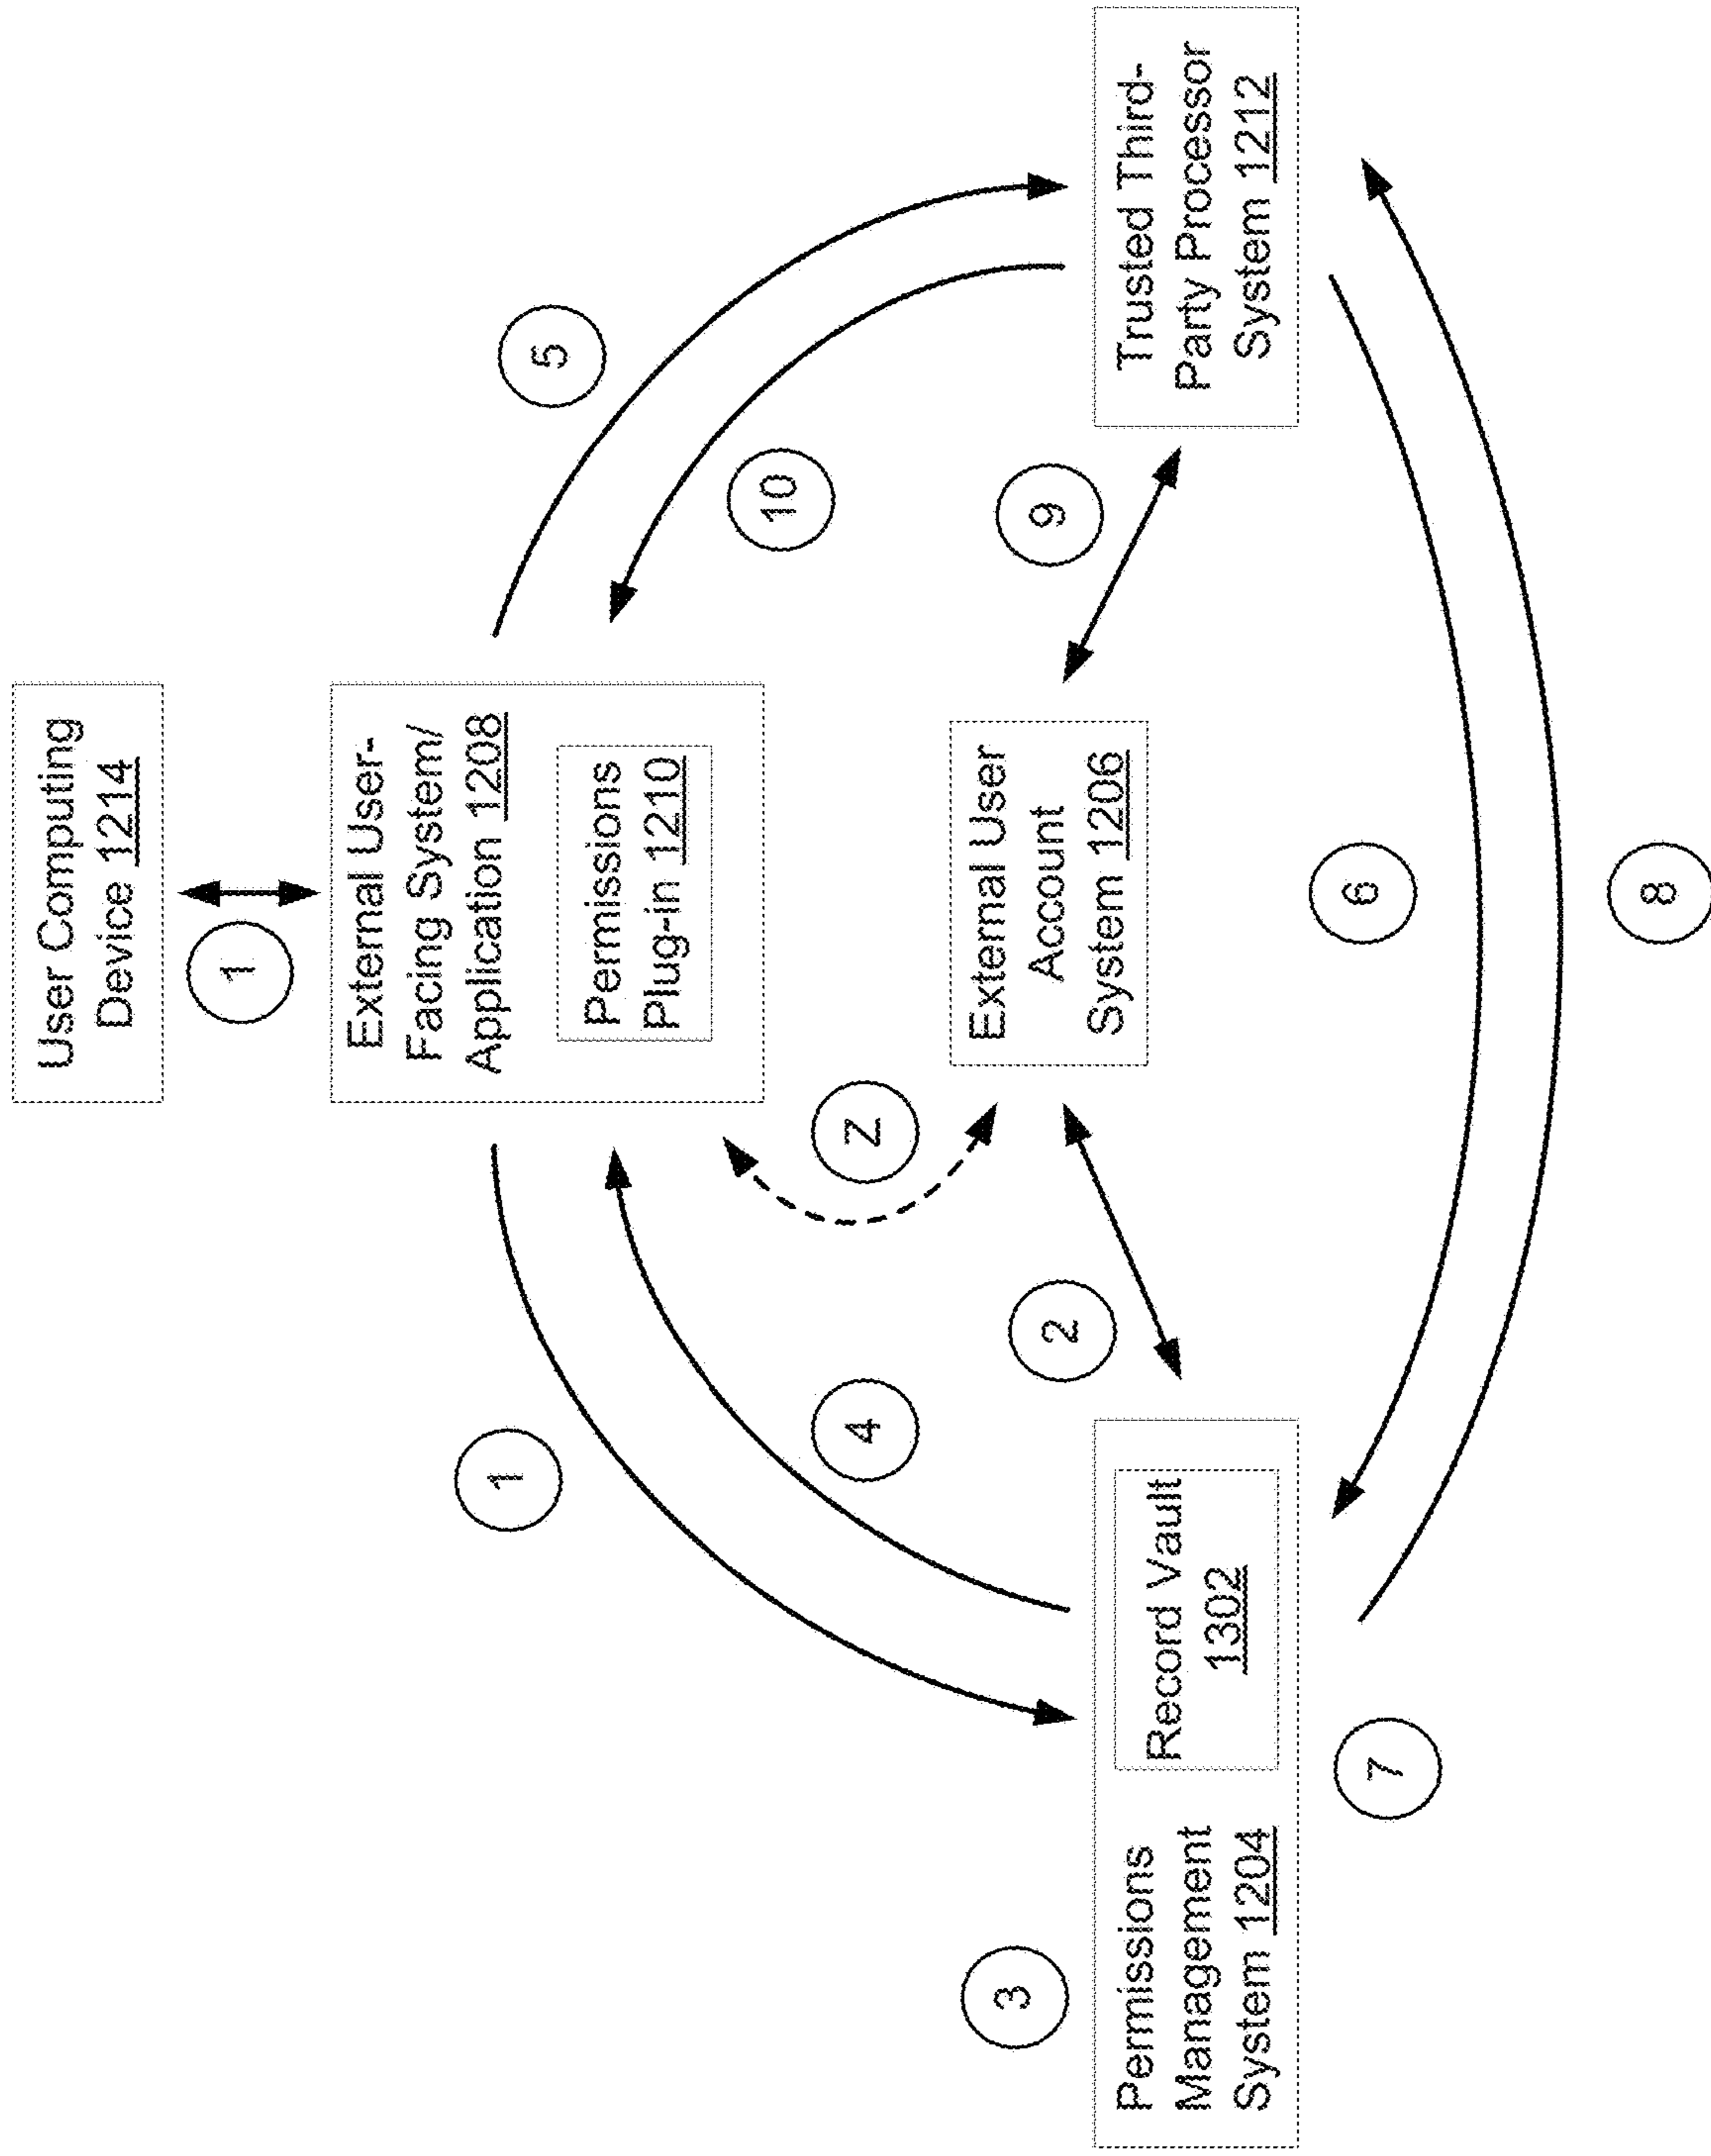 User Computing
Device 1214
1
External User-
Facing System/
Application 1208
Permissions
Plug-in 1210
1
5
10
4
Z
External User
Account
System 1206
3
2
9
Permissions
Management
System 1204
Record Vault
1302
Trusted Third-
Party Processor
System 1212
7
6
8